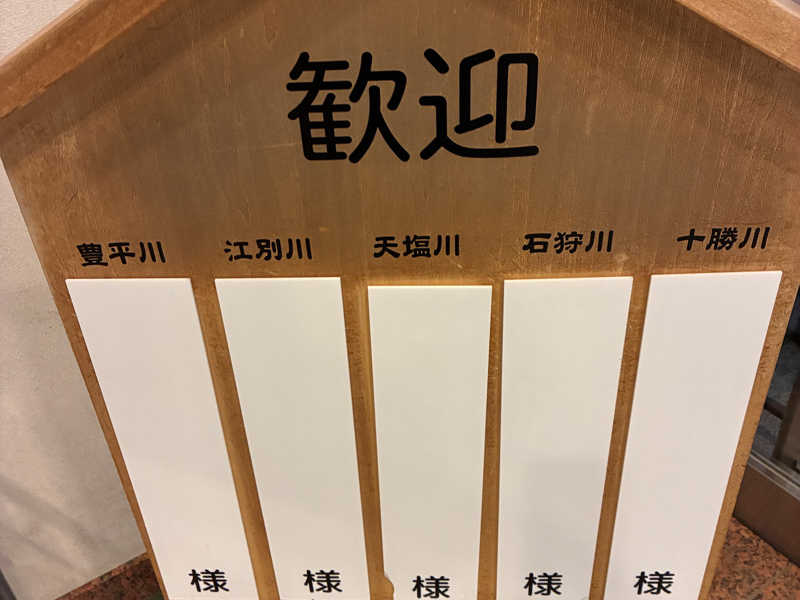 歓迎
豊平川 江別川 天塩川 石狩川 十勝川
様 様 様 様 様